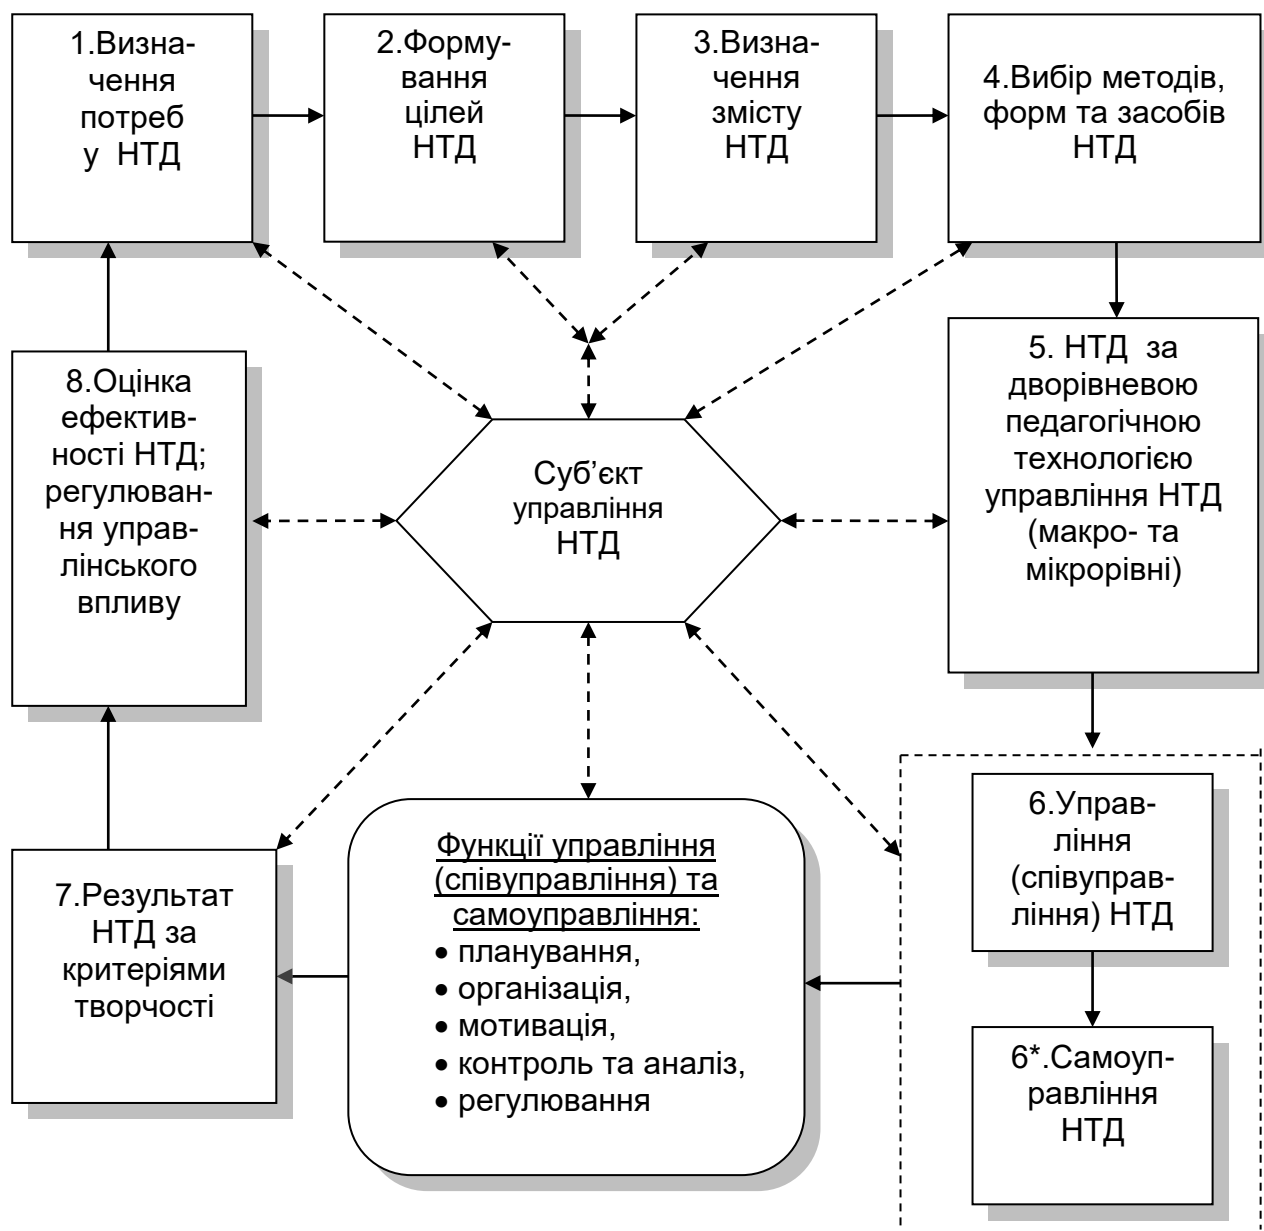 1.Визна-
чення
потреб
у НТД
2.Форму-
вання
цілей
НТД
3.Визна-
чення
змісту
НТД
4.Вибір методів,
форм та засобів
НТД
5. НТД за
дворівневою
педагогічною
технологією
управління НТД
(макро- та
мікрорівні)
8.Оцінка
ефектив-
ності НТД;
регулюван-
ня управ-
лінського
впливу
Суб’єкт
управління
НТД
6.Управ-
ління
(співуправ-
ління) НТД
6*.Самоуп-
равління
НТД
Функції управління
(співуправління) та
самоуправління:
• планування,
• організація,
• мотивація,
• контроль та аналіз,
• регулювання
7.Результат
НТД за
критеріями
творчості